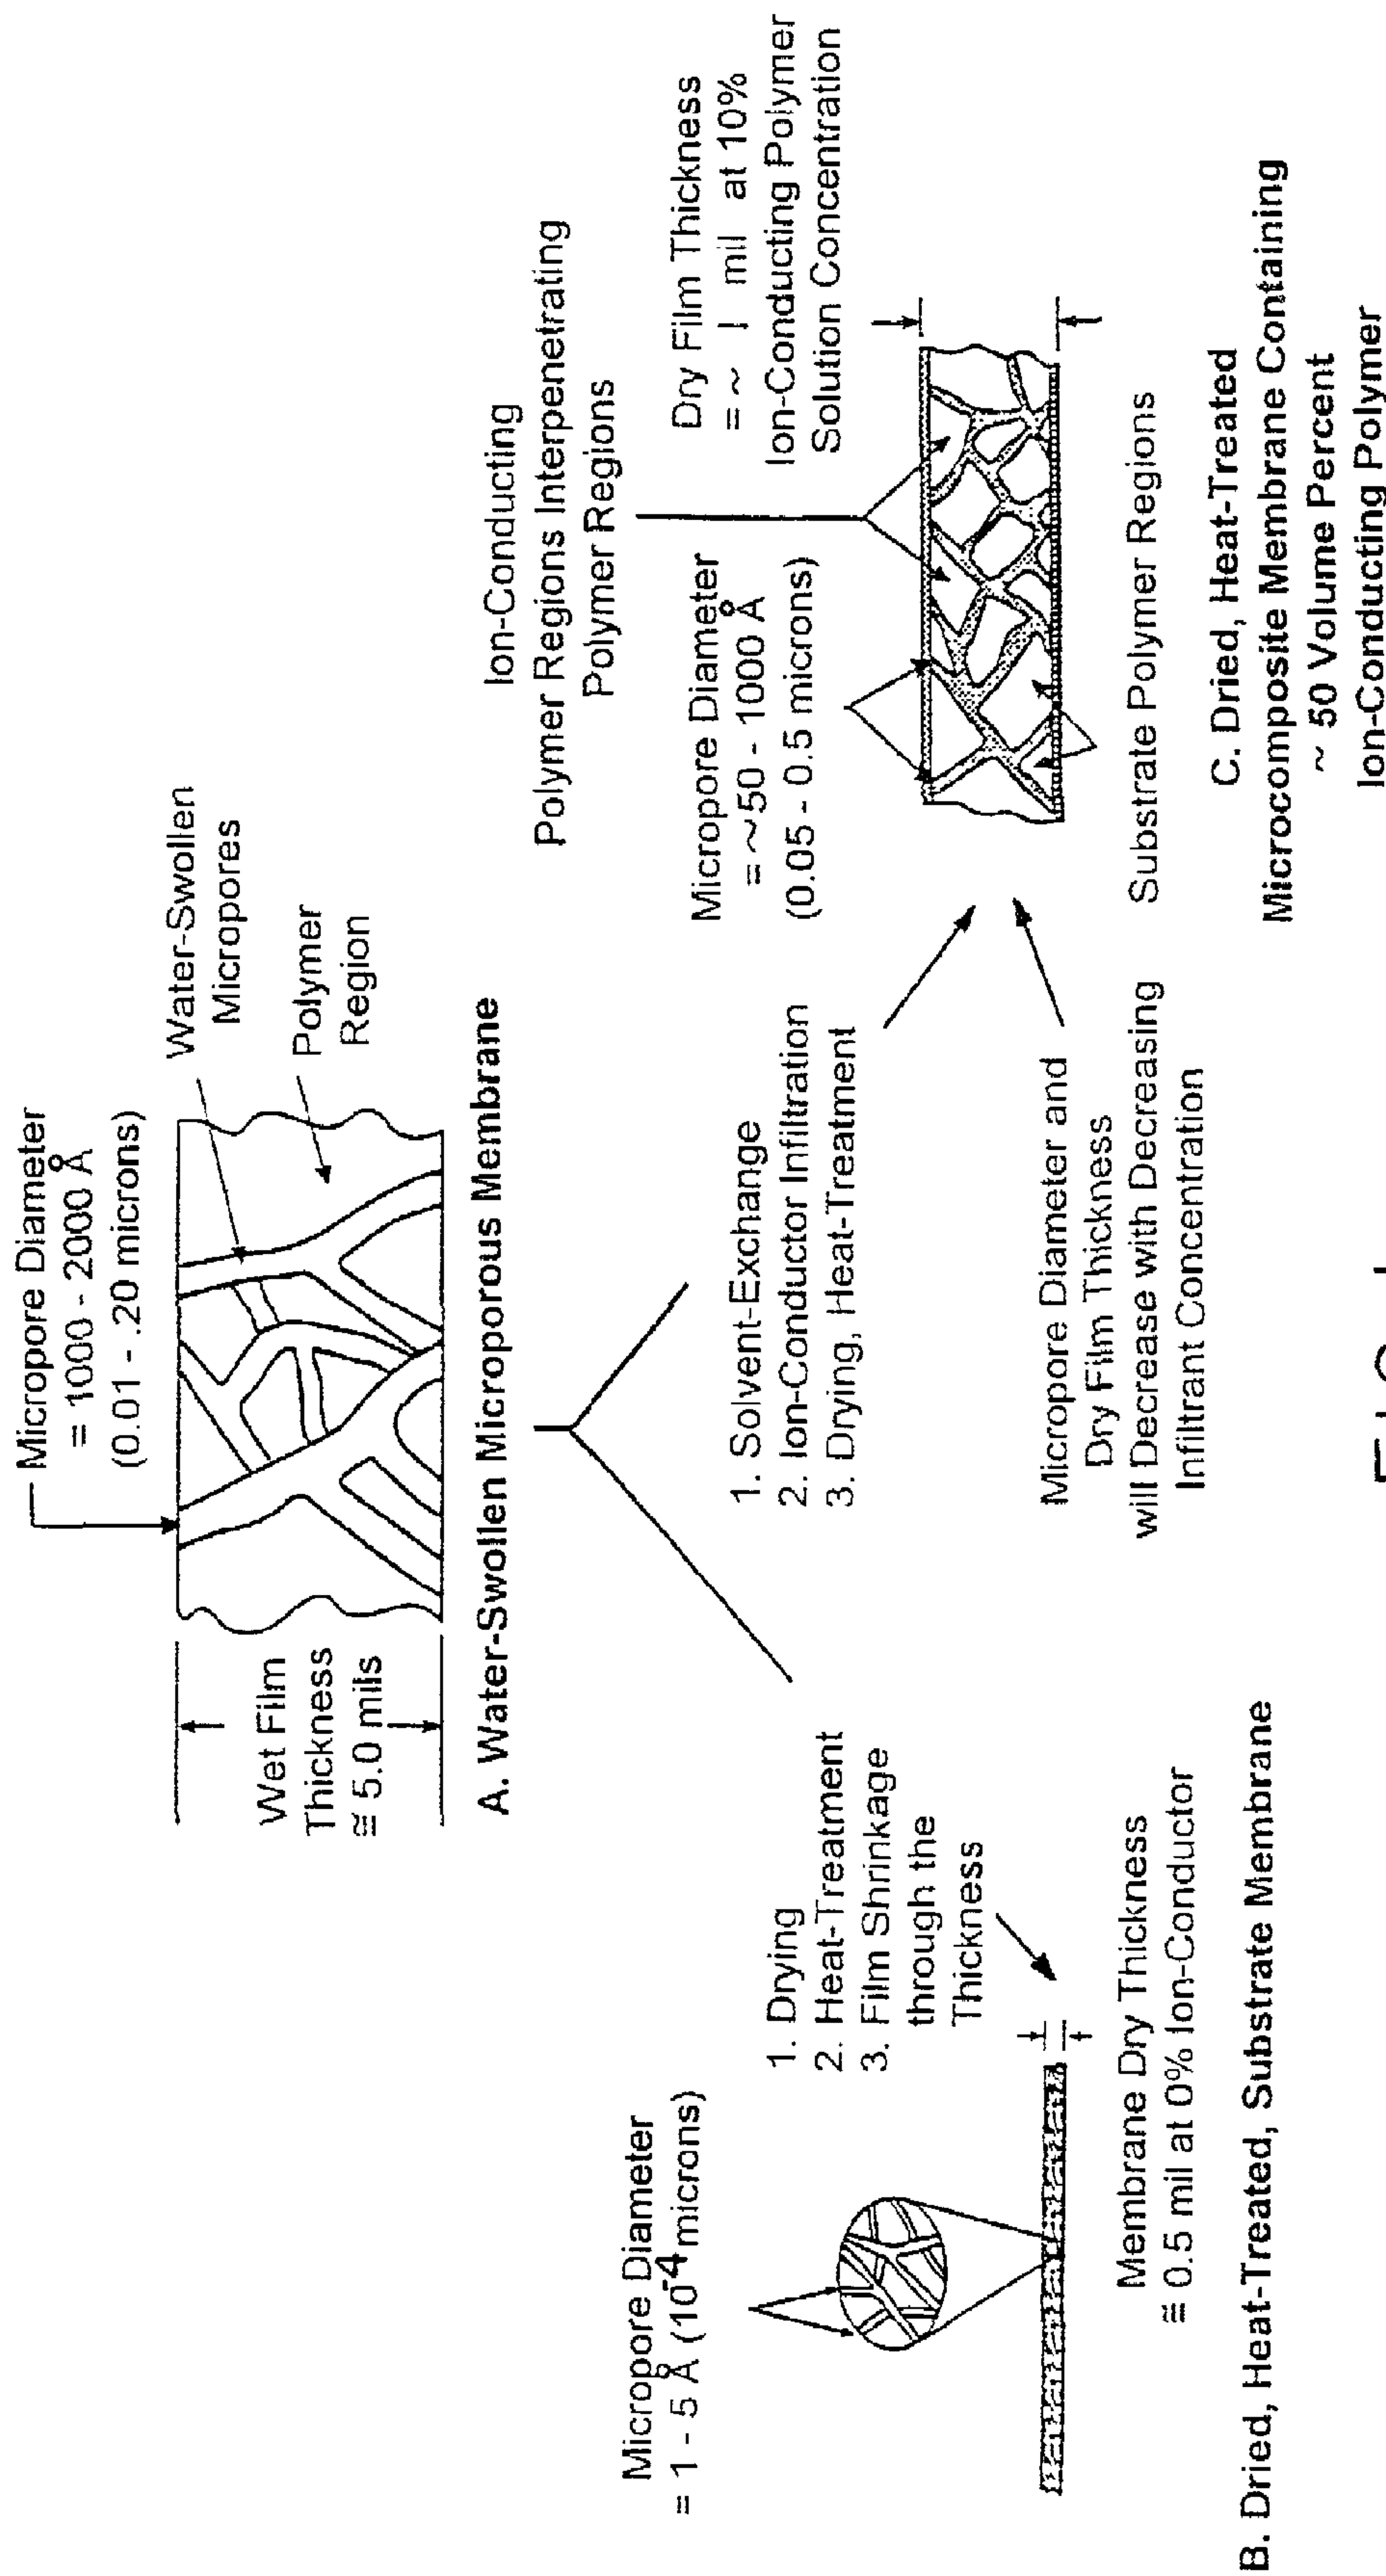 Micropore Diameter
= 1000 - 2000 Å
(0.01 - .20 microns)
Wet Film
Thickness
≅ 5.0 mils
Water-Swollen
Micropores
Polymer
Region
A. Water-Swollen Microporous Membrane
Micropore Diameter
= 1 - 5 Å (10⁻⁴ microns)
1. Drying
2. Heat-Treatment
3. Film Shrinkage
through the
Thickness
Membrane Dry Thickness
≅ 0.5 mil at 0% Ion-Conductor
B. Dried, Heat-Treated, Substrate Membrane
1. Solvent-Exchange
2. Ion-Conductor Infiltration
3. Drying, Heat-Treatment
Micropore Diameter and
Dry Film Thickness
will Decrease with Decreasing
Infiltrant Concentration
Ion-Conducting
Polymer Regions Interpenetrating
Polymer Regions
Micropore Diameter
= ~50 - 1000 Å
(0.05 - 0.5 microns)
Dry Film Thickness
= ~ 1 mil at 10%
Ion-Conducting Polymer
Solution Concentration
Substrate Polymer Regions
C. Dried, Heat-Treated
Microcomposite Membrane Containing
~ 50 Volume Percent
Ion-Conducting Polymer